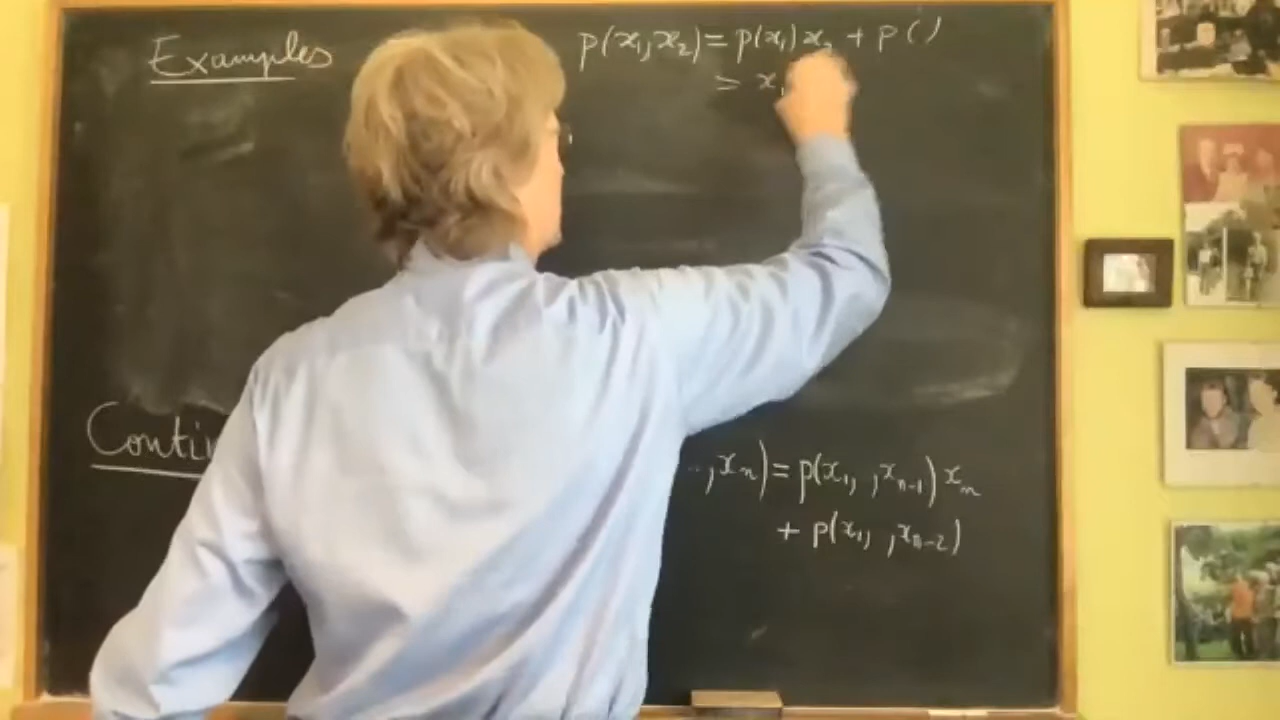 Examples
p(x₁,x₂)=p(x₁)x₂ + p()
= x₁
Conti
..,xₙ)=p(x₁, ,xₙ₋₁)xₙ
+ p(x₁, ,xₙ₋₂)